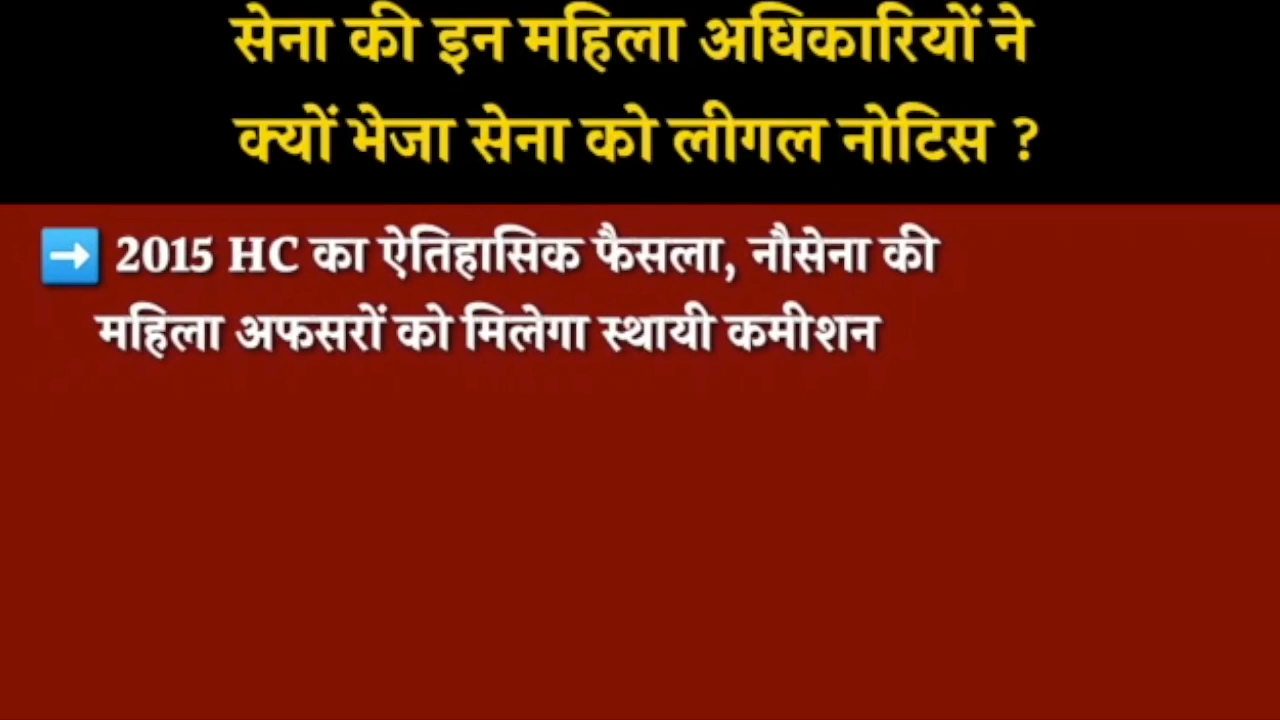 सेना की इन महिला अधिकारियों ने
क्यों भेजा सेना को लीगल नोटिस ?
➡ 2015 HC का ऐतिहासिक फैसला, नौसेना की
महिला अफसरों को मिलेगा स्थायी कमीशन